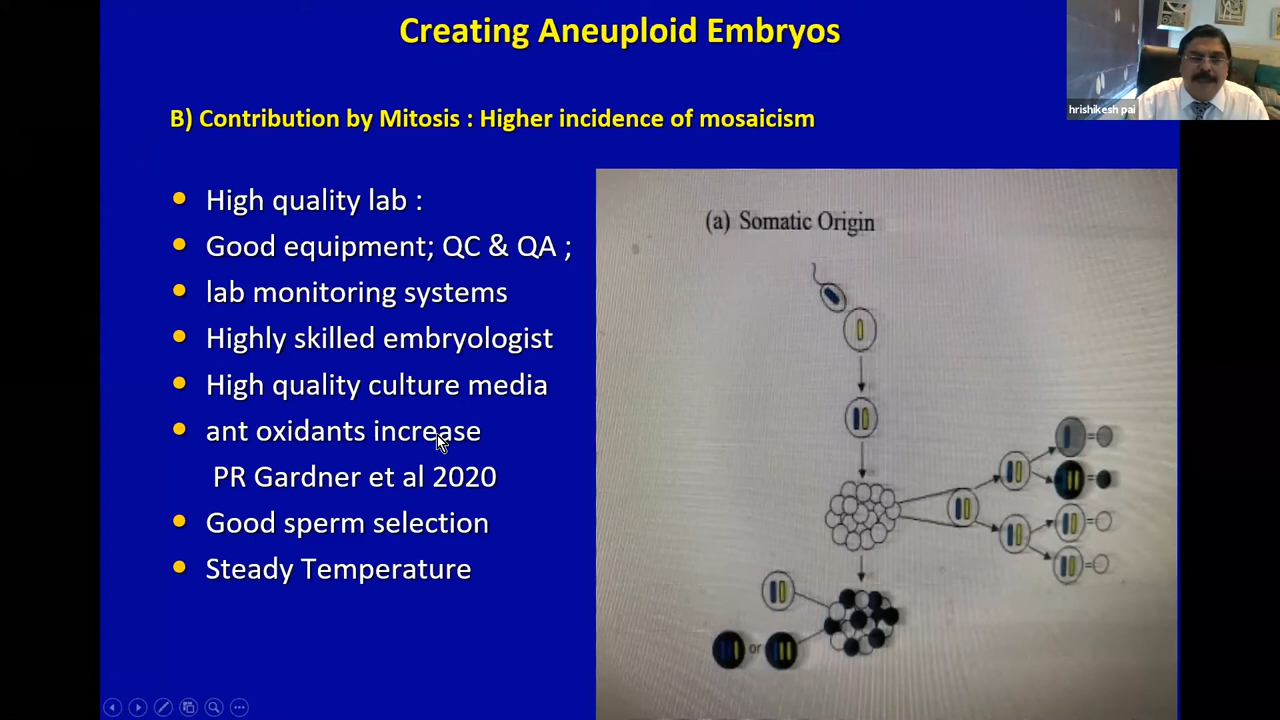 Creating Aneuploid Embryos
hrishikesh pai
B) Contribution by Mitosis : Higher incidence of mosaicism
High quality lab :
Good equipment; QC & QA ;
lab monitoring systems
Highly skilled embryologist
High quality culture media
ant oxidants increase
PR Gardner et al 2020
Good sperm selection
Steady Temperature
(a) Somatic Origin
=
=
=
=
or